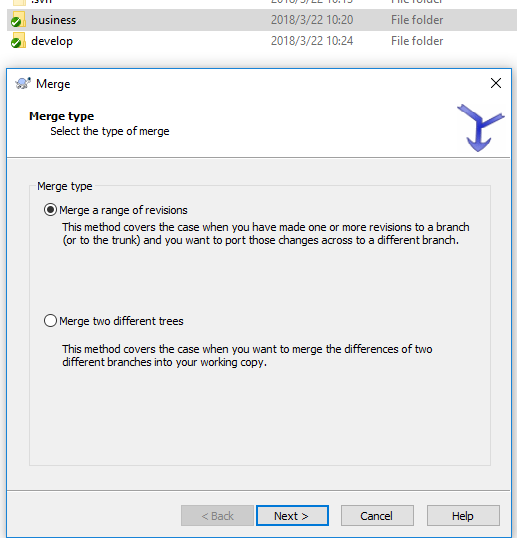 business 2018/3/22 10:20 File folder
develop 2018/3/22 10:24 File folder
Merge
Merge type
Select the type of merge
Merge type
Merge a range of revisions
This method covers the case when you have made one or more revisions to a branch
(or to the trunk) and you want to port those changes across to a different branch.
Merge two different trees
This method covers the case when you want to merge the differences of two
different branches into your working copy.
< Back Next > Cancel Help